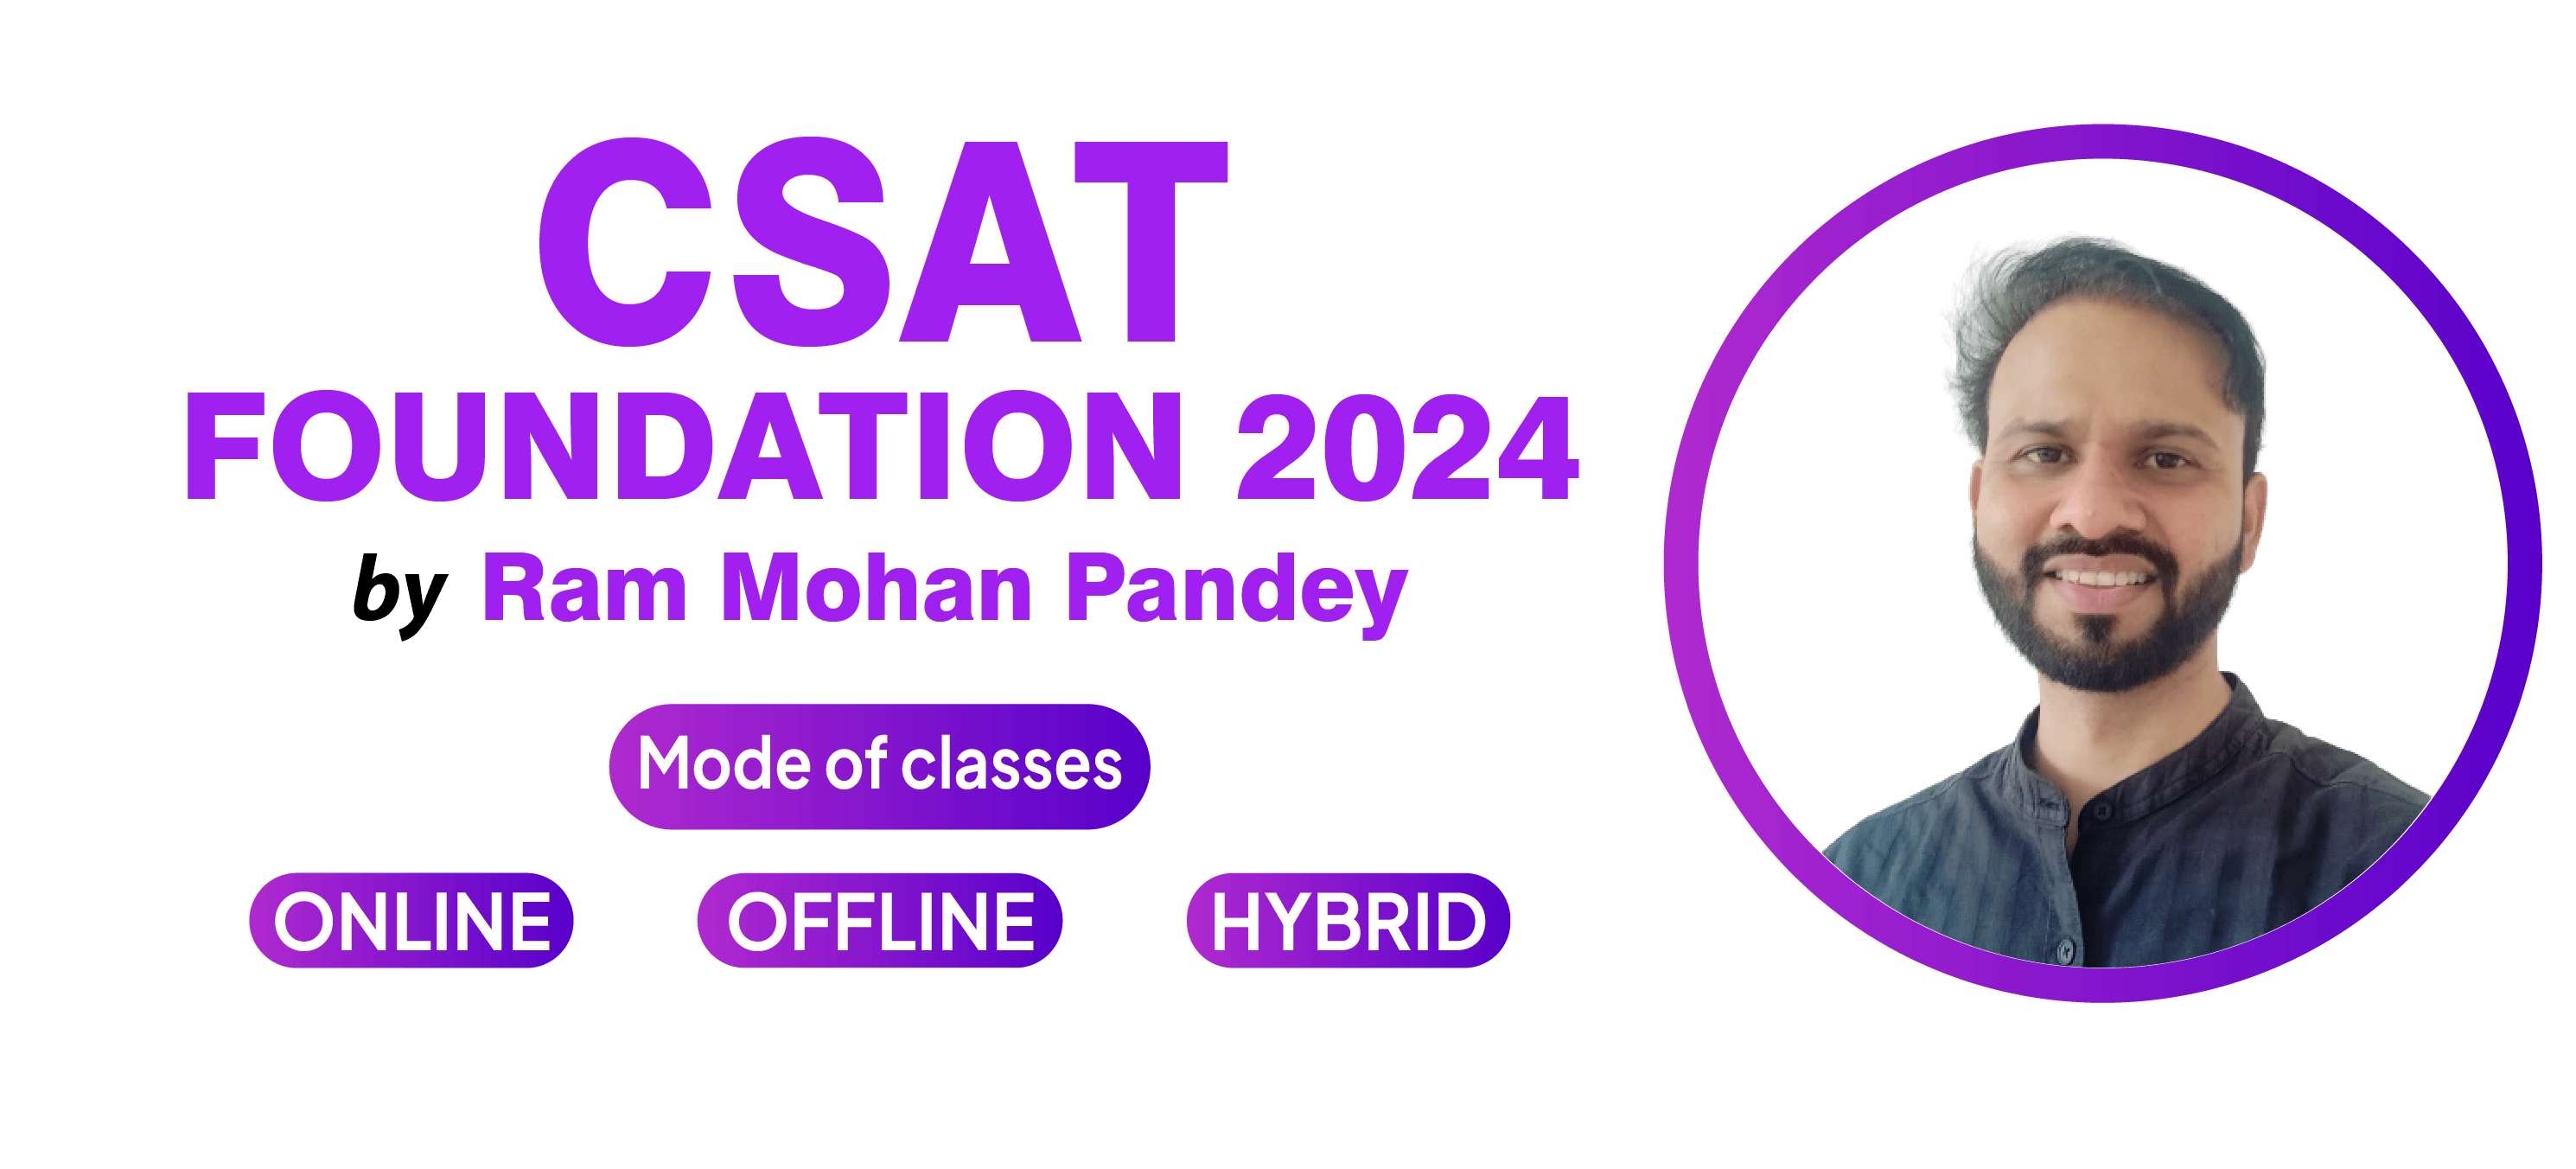 CSAT
FOUNDATION 2024
by Ram Mohan Pandey
Mode of classes
ONLINE OFFLINE HYBRID